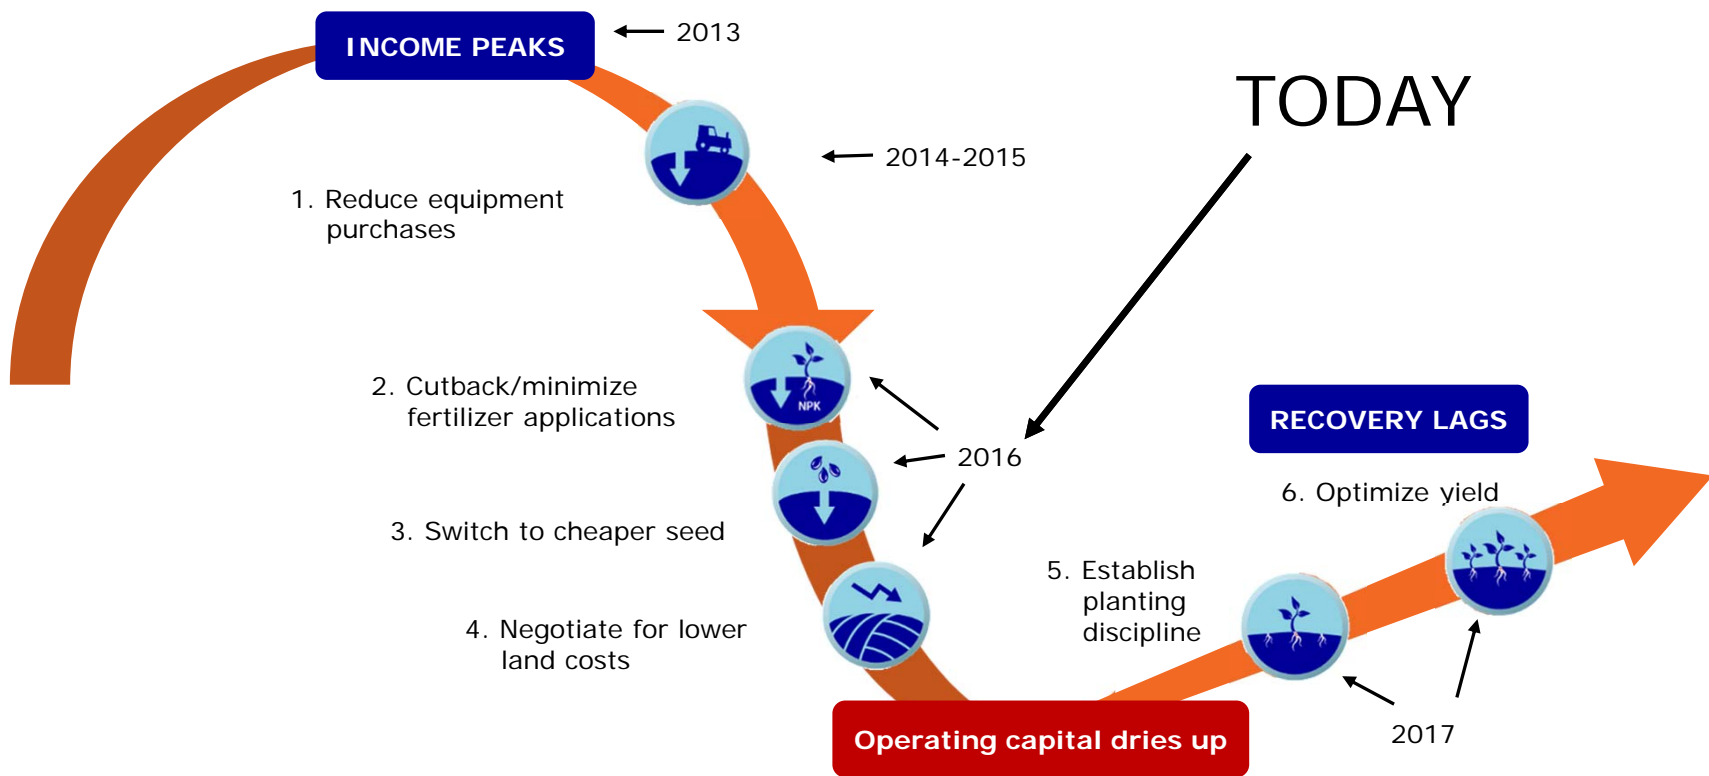 INCOME PEAKS
2013
TODAY
2014-2015
1. Reduce equipment
purchases
2. Cutback/minimize
fertilizer applications
NPK
2016
RECOVERY LAGS
6. Optimize yield
3. Switch to cheaper seed
5. Establish
planting
discipline
4. Negotiate for lower
land costs
Operating capital dries up
2017